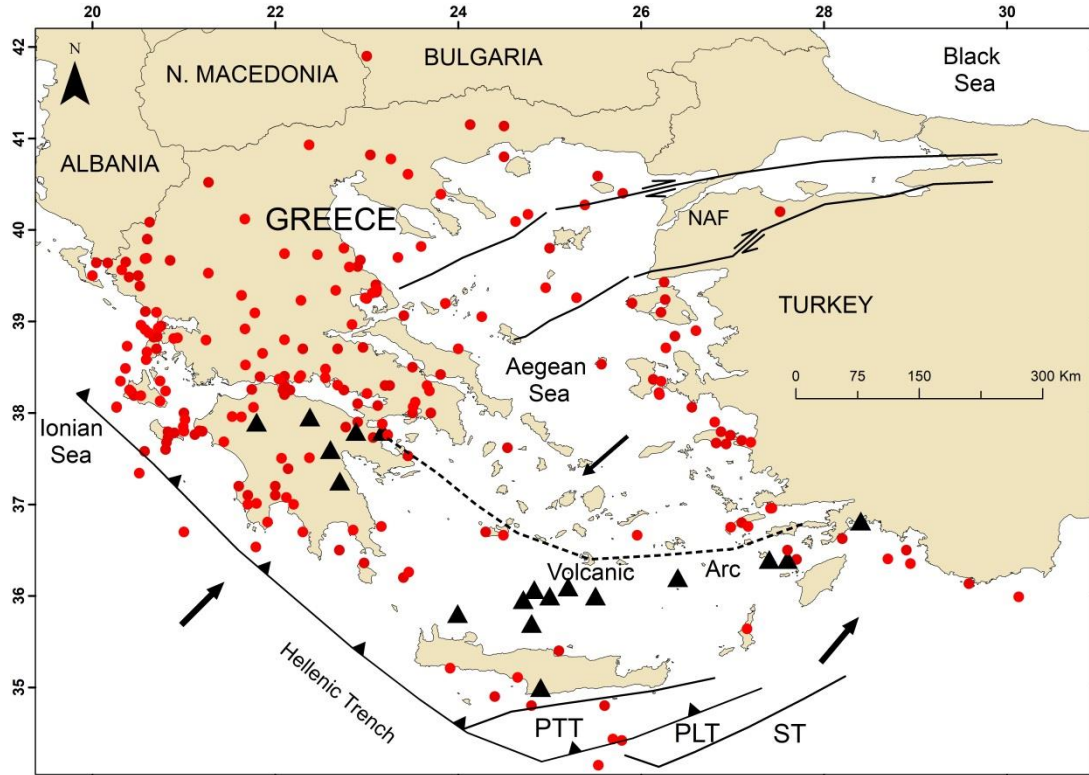 20 22 24 26 28 30
42
41
40
39
38
37
36
35
N
BULGARIA
N. MACEDONIA
Black
Sea
ALBANIA
GREECE
NAF
TURKEY
Aegean
Sea
0 75 150 300 KM
Ionian
Sea
Volcanic Arc
Hellenic Trench
PTT
PLT
ST